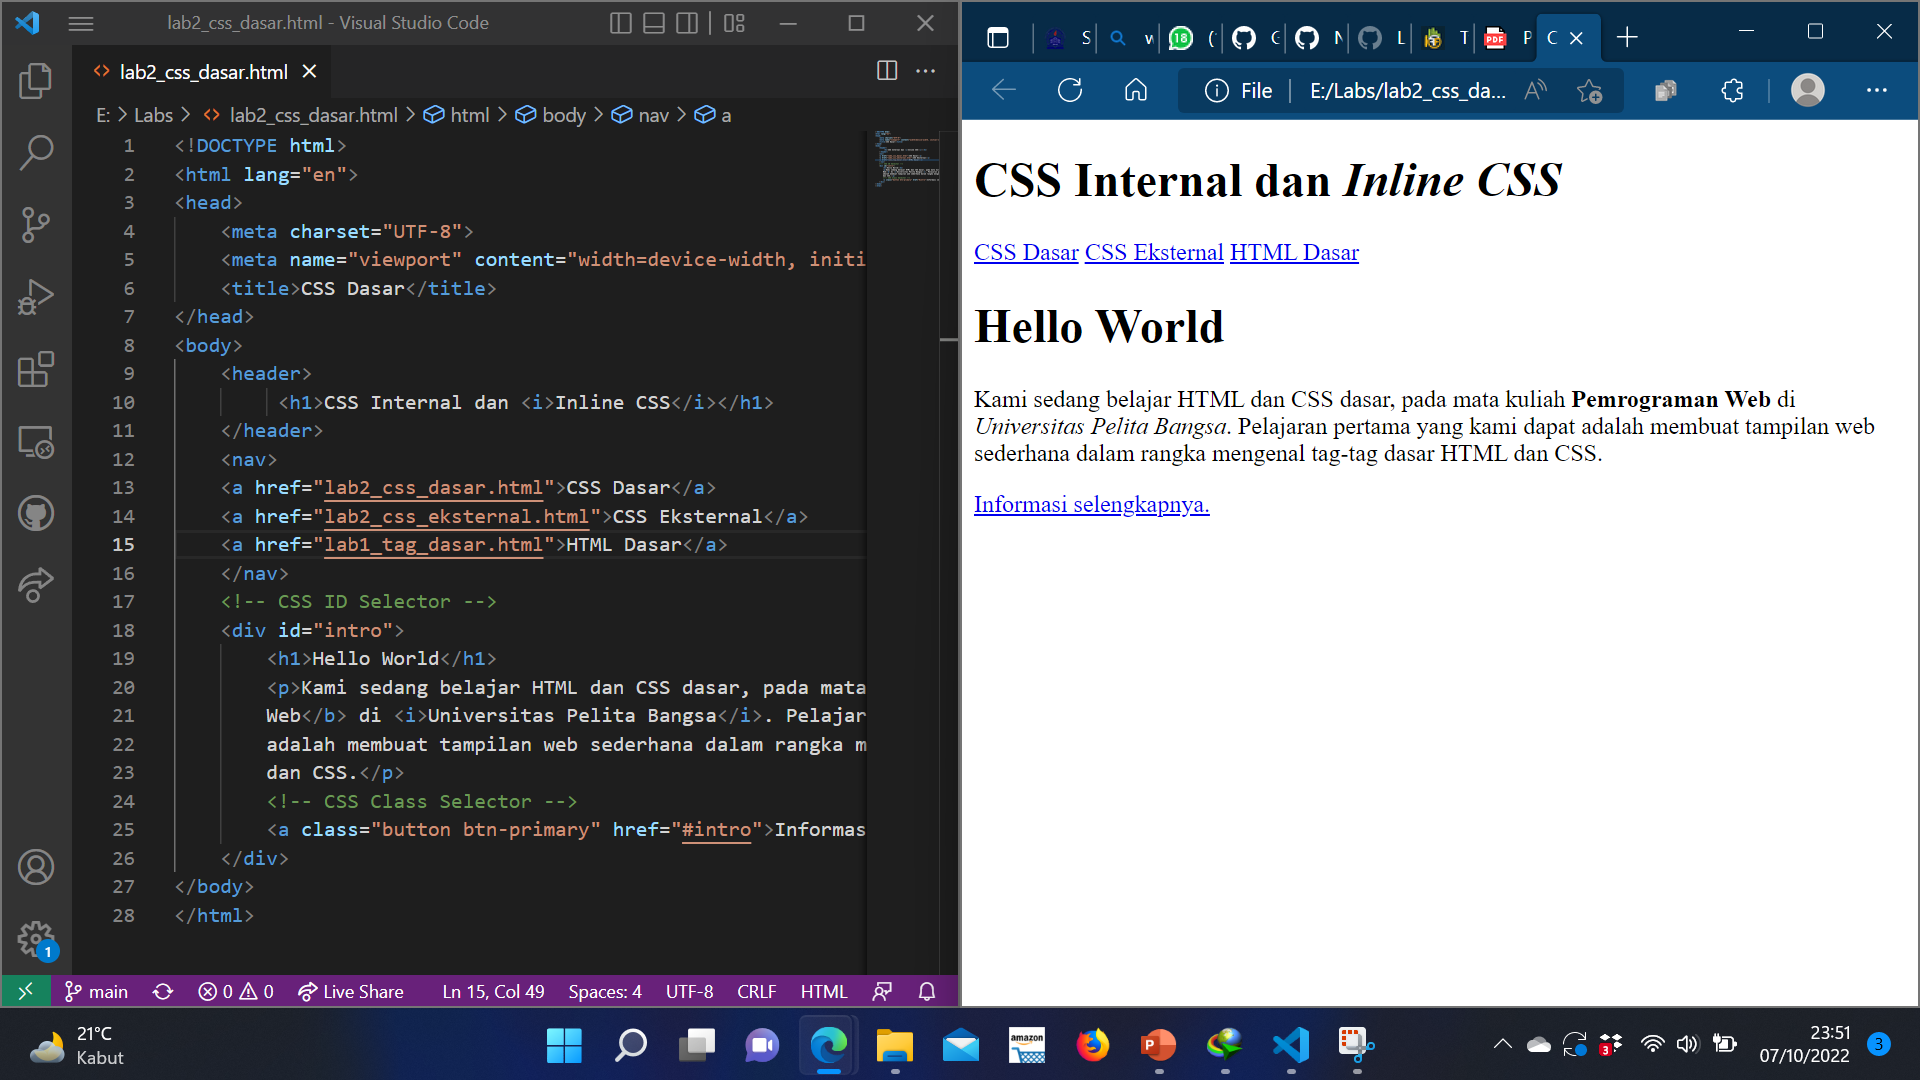 lab2_css_dasar.html - Visual Studio Code
lab2_css_dasar.html
E: > Labs > lab2_css_dasar.html > html > body > nav > a
1 <!DOCTYPE html>
2 <html lang="en">
3 <head>
4 <meta charset="UTF-8">
5 <meta name="viewport" content="width=device-width, initi
6 <title>CSS Dasar</title>
7 </head>
8 <body>
9 <header>
10 <h1>CSS Internal dan <i>Inline CSS</i></h1>
11 </header>
12 <nav>
13 <a href="lab2_css_dasar.html">CSS Dasar</a>
14 <a href="lab2_css_eksternal.html">CSS Eksternal</a>
15 <a href="lab1_tag_dasar.html">HTML Dasar</a>
16 </nav>
17 <!-- CSS ID Selector -->
18 <div id="intro">
19 <h1>Hello World</h1>
20 <p>Kami sedang belajar HTML dan CSS dasar, pada mata
21 Web</b> di <i>Universitas Pelita Bangsa</i>. Pelajar
22 adalah membuat tampilan web sederhana dalam rangka m
23 dan CSS.</p>
24 <!-- CSS Class Selector -->
25 <a class="button btn-primary" href="#intro">Informas
26 </div>
27 </body>
28 </html>
1
main 0 0 Live Share Ln 15, Col 49 Spaces: 4 UTF-8 CRLF HTML
S w 18 ( C N L T PDF P C
File E:/Labs/lab2_css_da...
CSS Internal dan Inline CSS
CSS Dasar CSS Eksternal HTML Dasar
Hello World
Kami sedang belajar HTML dan CSS dasar, pada mata kuliah Pemrograman Web di
Universitas Pelita Bangsa. Pelajaran pertama yang kami dapat adalah membuat tampilan web
sederhana dalam rangka mengenal tag-tag dasar HTML dan CSS.
Informasi selengkapnya.
21°C
Kabut
amazon
P
3
23:51
07/10/2022
3